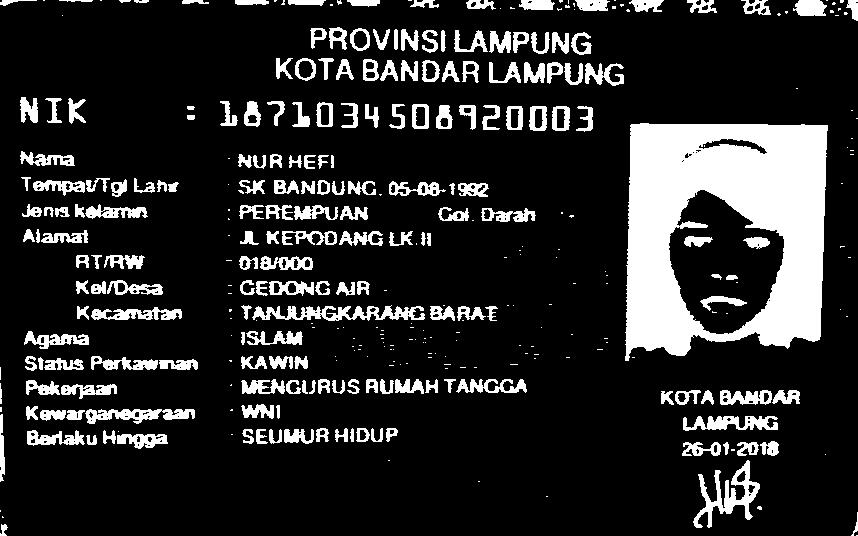 PROVINSI LAMPUNG
KOTA BANDAR LAMPUNG
NIK : 1871034508920003
Nama : NUR HEFI
Tempat/Tgl Lahir : SK BANDUNG, 05-08-1992
Jenis kelamin : PEREMPUAN Gol. Darah : -
Alamat : JL KEPODANG LK.II
RT/RW : 018/000
Kel/Desa : GEDONG AIR
Kecamatan : TANJUNGKARANG BARAT
Agama : ISLAM
Status Perkawinan : KAWIN
Pekerjaan : MENGURUS RUMAH TANGGA
Kewarganegaraan : WNI
Berlaku Hingga : SEUMUR HIDUP
KOTA BANDAR
LAMPUNG
26-01-2018